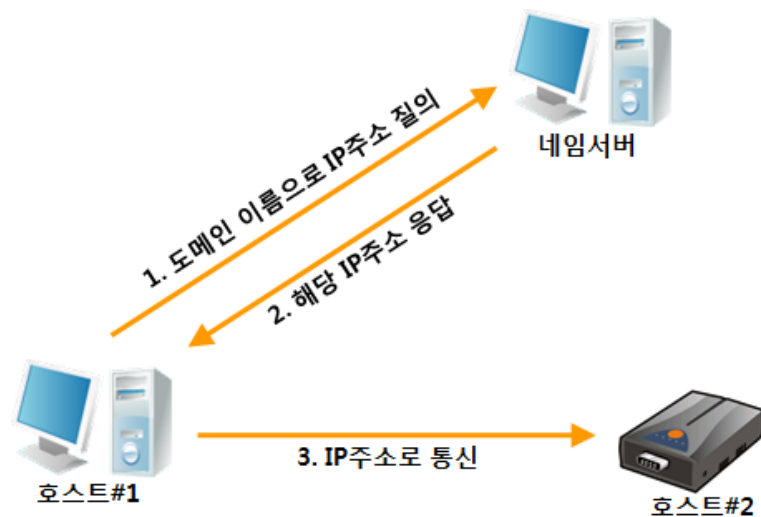 네임서버
1. 도메인 이름으로 IP주소 질의
2. 해당 IP주소 응답
호스트#1
3. IP주소로 통신
호스트#2